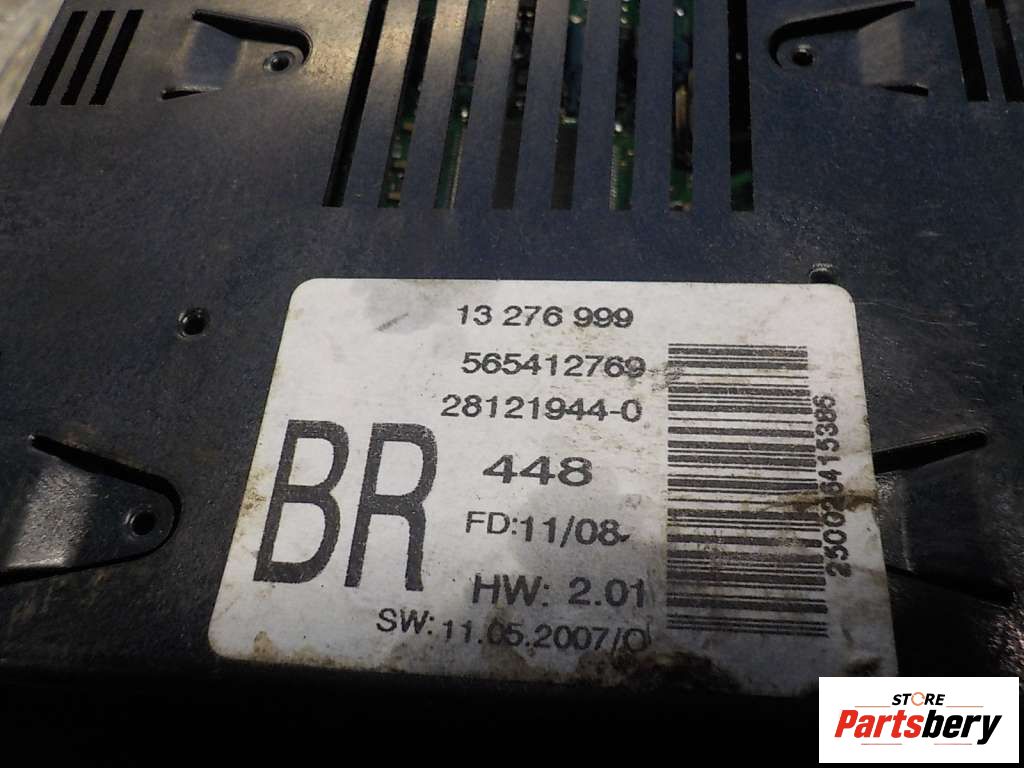 13 276 999
565412769
28121944-0
BR
448
FD:11/08
HW: 2.01
SW:11.05.2007/0
STORE
Partsbery